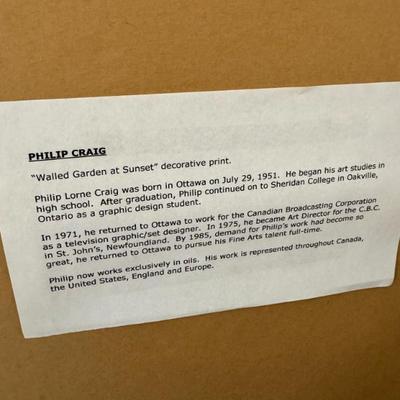 PHILIP CRAIG
"Walled Garden at Sunset" decorative print.
Philip Lorne Craig was born in Ottawa on July 29, 1951. He began his art studies in
high school. After graduation, Philip continued on to Sheridan College in Oakville,
Ontario as a graphic design student.
In 1971, he returned to Ottawa to work for the Canadian Broadcasting Corporation
as a television graphic/set designer. In 1975, he became Art Director for the C.B.C.
in St. John's, Newfoundland. By 1985, demand for Philip's work had become so
great, he returned to Ottawa to pursue his Fine Arts talent full-time.
Philip now works exclusively in oils. His work is represented throughout Canada,
the United States, England and Europe.